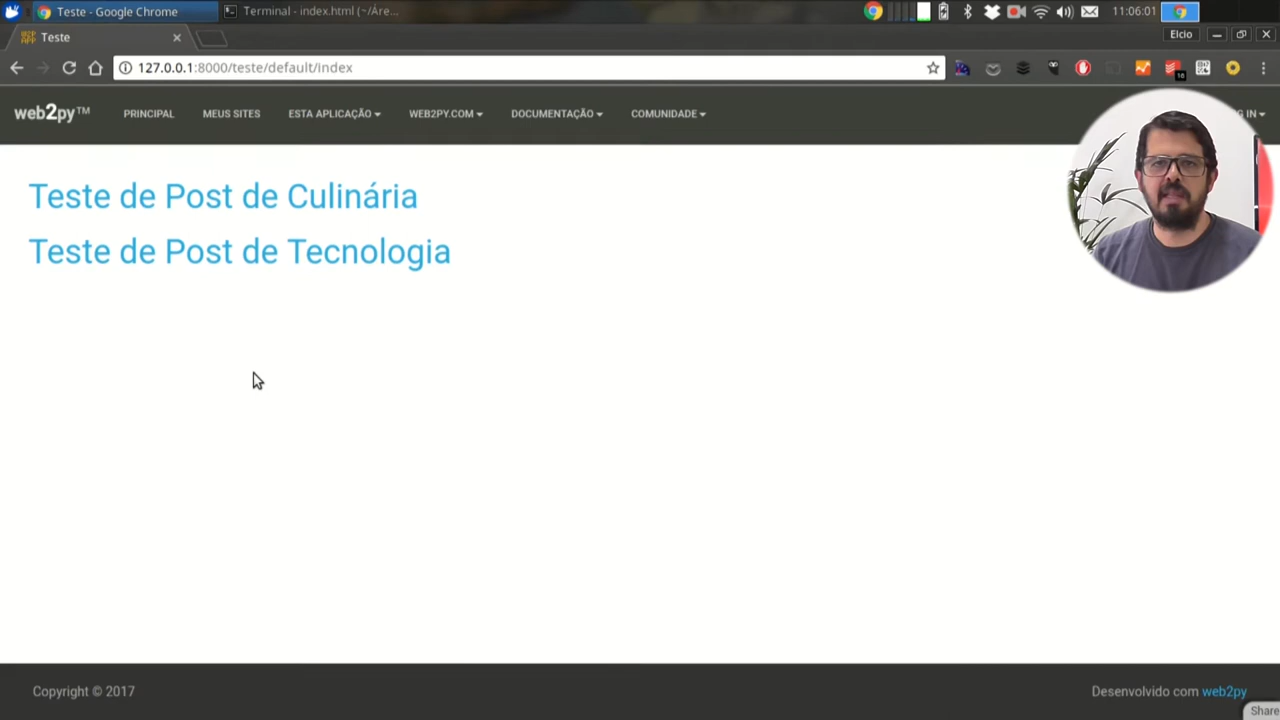 Teste - Google Chrome
Terminal - index.html (~/Áre...
11:06:01
Teste
Elcio
127.0.0.1:8000/teste/default/index
16
web2py™
PRINCIPAL
MEUS SITES
ESTA APLICAÇÃO
WEB2PY.COM
DOCUMENTAÇÃO
COMUNIDADE
IN
Teste de Post de Culinária
Teste de Post de Tecnologia
Copyright © 2017
Desenvolvido com web2py
Share